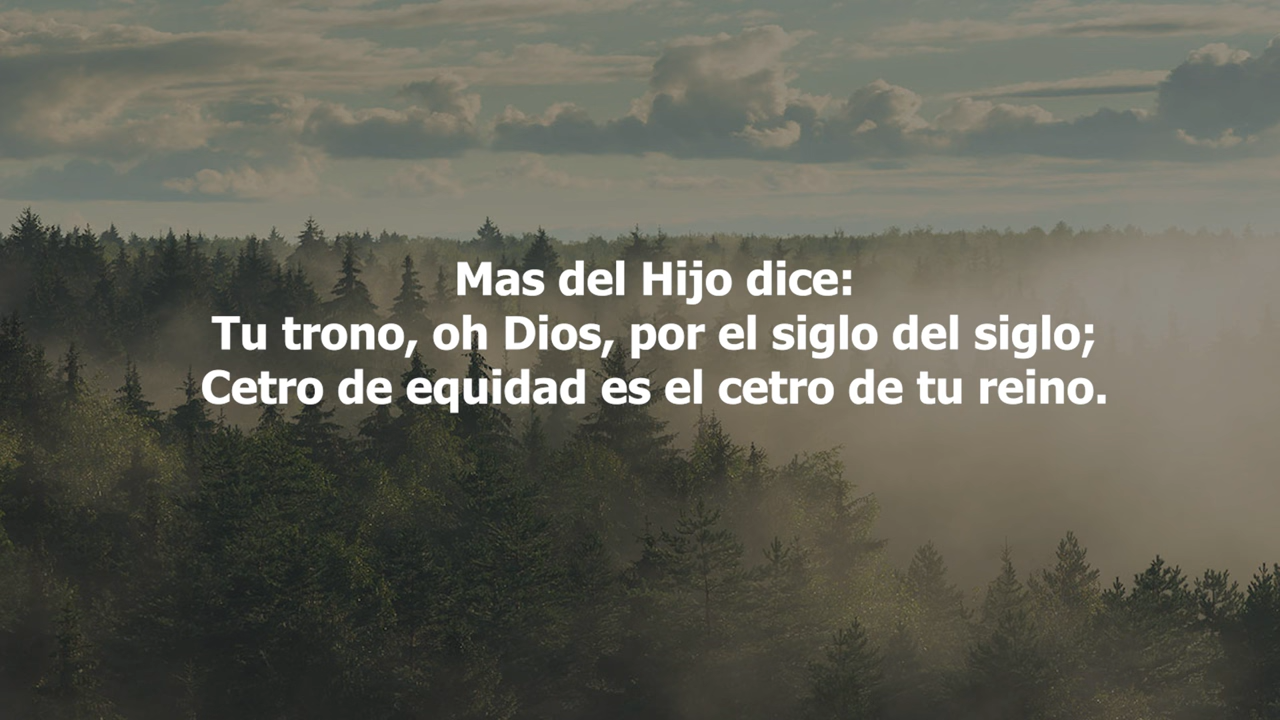 Mas del Hijo dice:
Tu trono, oh Dios, por el siglo del siglo;
Cetro de equidad es el cetro de tu reino.